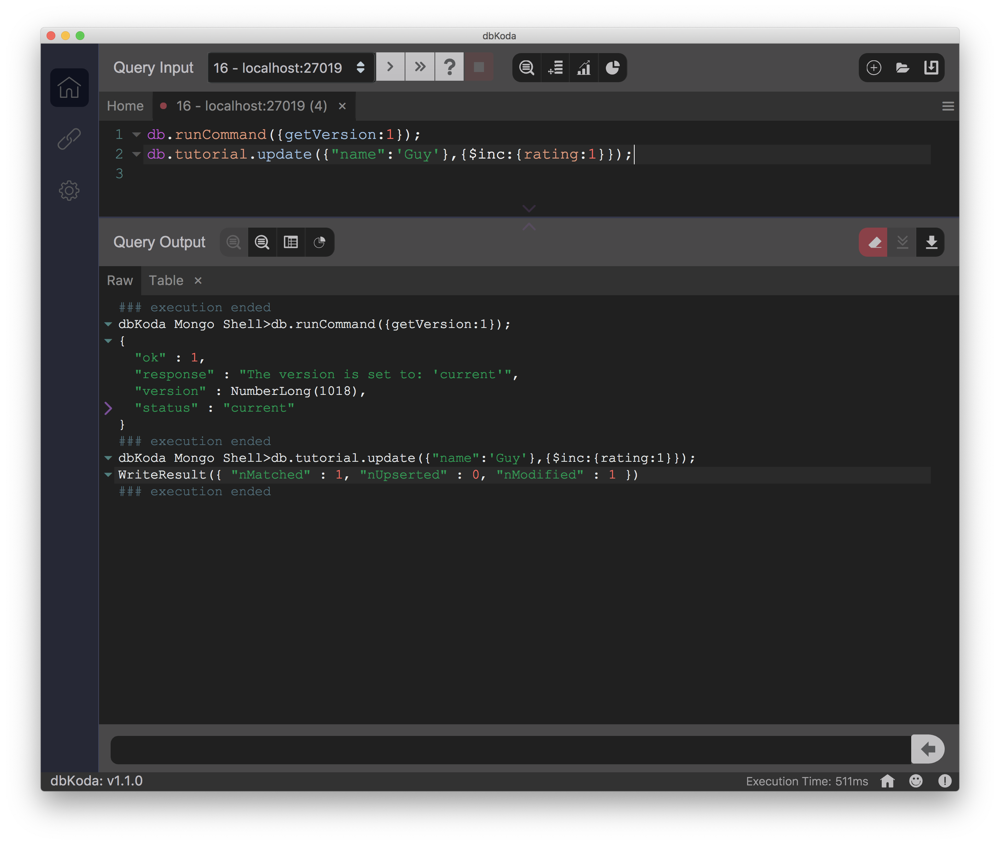 dbKoda
Query Input
16 - localhost:27019
Home
16 - localhost:27019 (4)
1 db.runCommand({getVersion:1});
2 db.tutorial.update({"name":'Guy'},{$inc:{rating:1}});
3
Query Output
Raw Table
### execution ended
dbKoda Mongo Shell>db.runCommand({getVersion:1});
{
"ok" : 1,
"response" : "The version is set to: 'current'",
"version" : NumberLong(1018),
"status" : "current"
}
### execution ended
dbKoda Mongo Shell>db.tutorial.update({"name":'Guy'},{$inc:{rating:1}});
WriteResult({ "nMatched" : 1, "nUpserted" : 0, "nModified" : 1 })
### execution ended
dbKoda: v1.1.0
Execution Time: 511ms